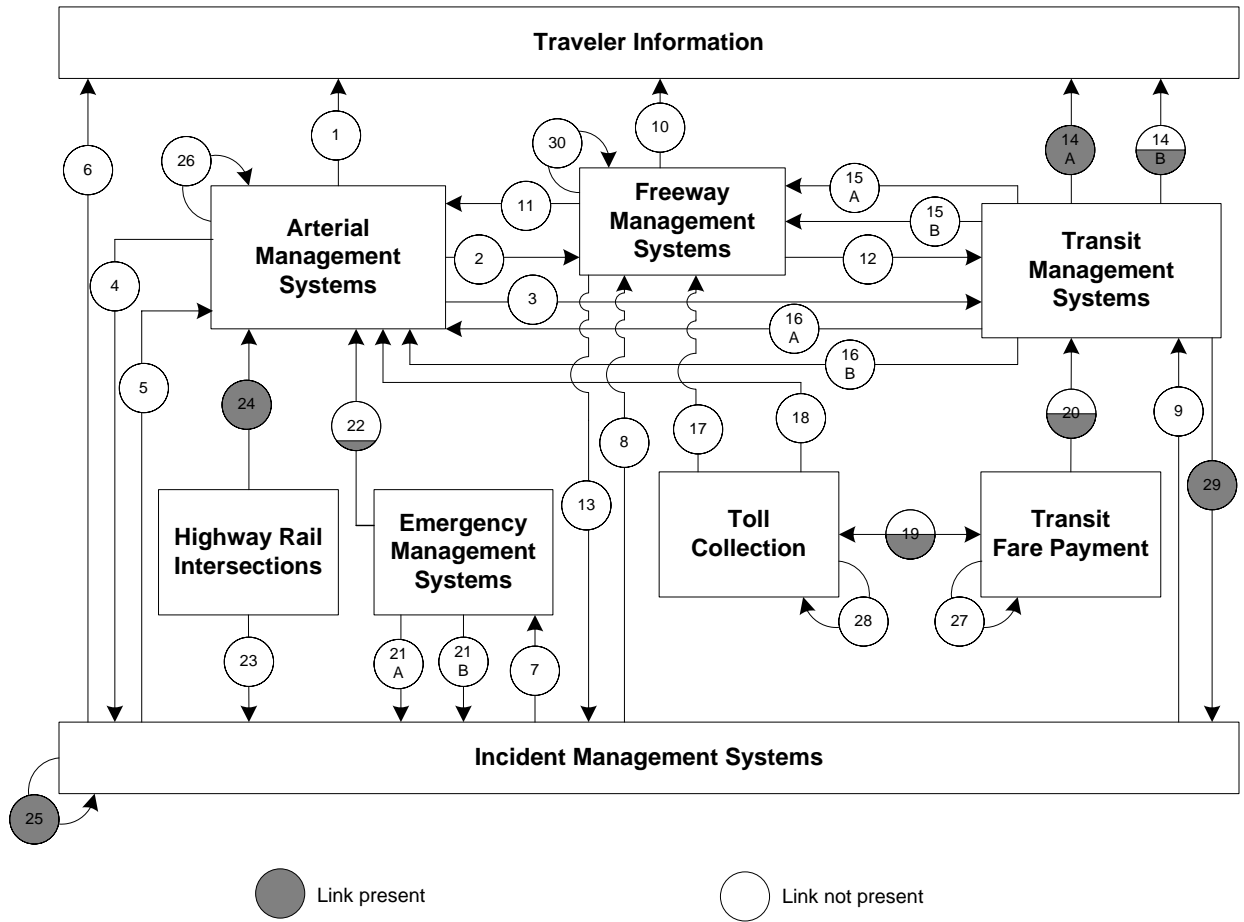 Traveler Information
6
1
10
14
A
14
B
26
30
15
A
15
B
11
Arterial
Management
Systems
Freeway
Management
Systems
Transit
Management
Systems
2
12
4
3
16
A
16
B
5
24
22
8
17
18
20
9
13
29
Highway Rail
Intersections
Emergency
Management
Systems
Toll
Collection
19
Transit
Fare Payment
23
21
A
21
B
7
28
27
Incident Management Systems
25
Link present
Link not present